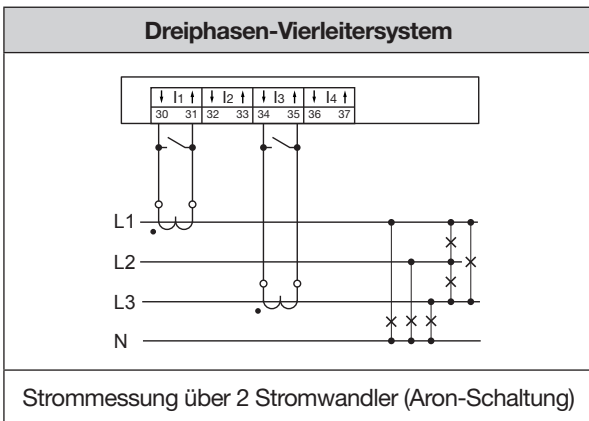 Dreiphasen-Vierleitersystem
I1 I2 I3 I4
30 31 32 33 34 35 36 37
L1
L2
L3
N
Strommessung über 2 Stromwandler (Aron-Schaltung)